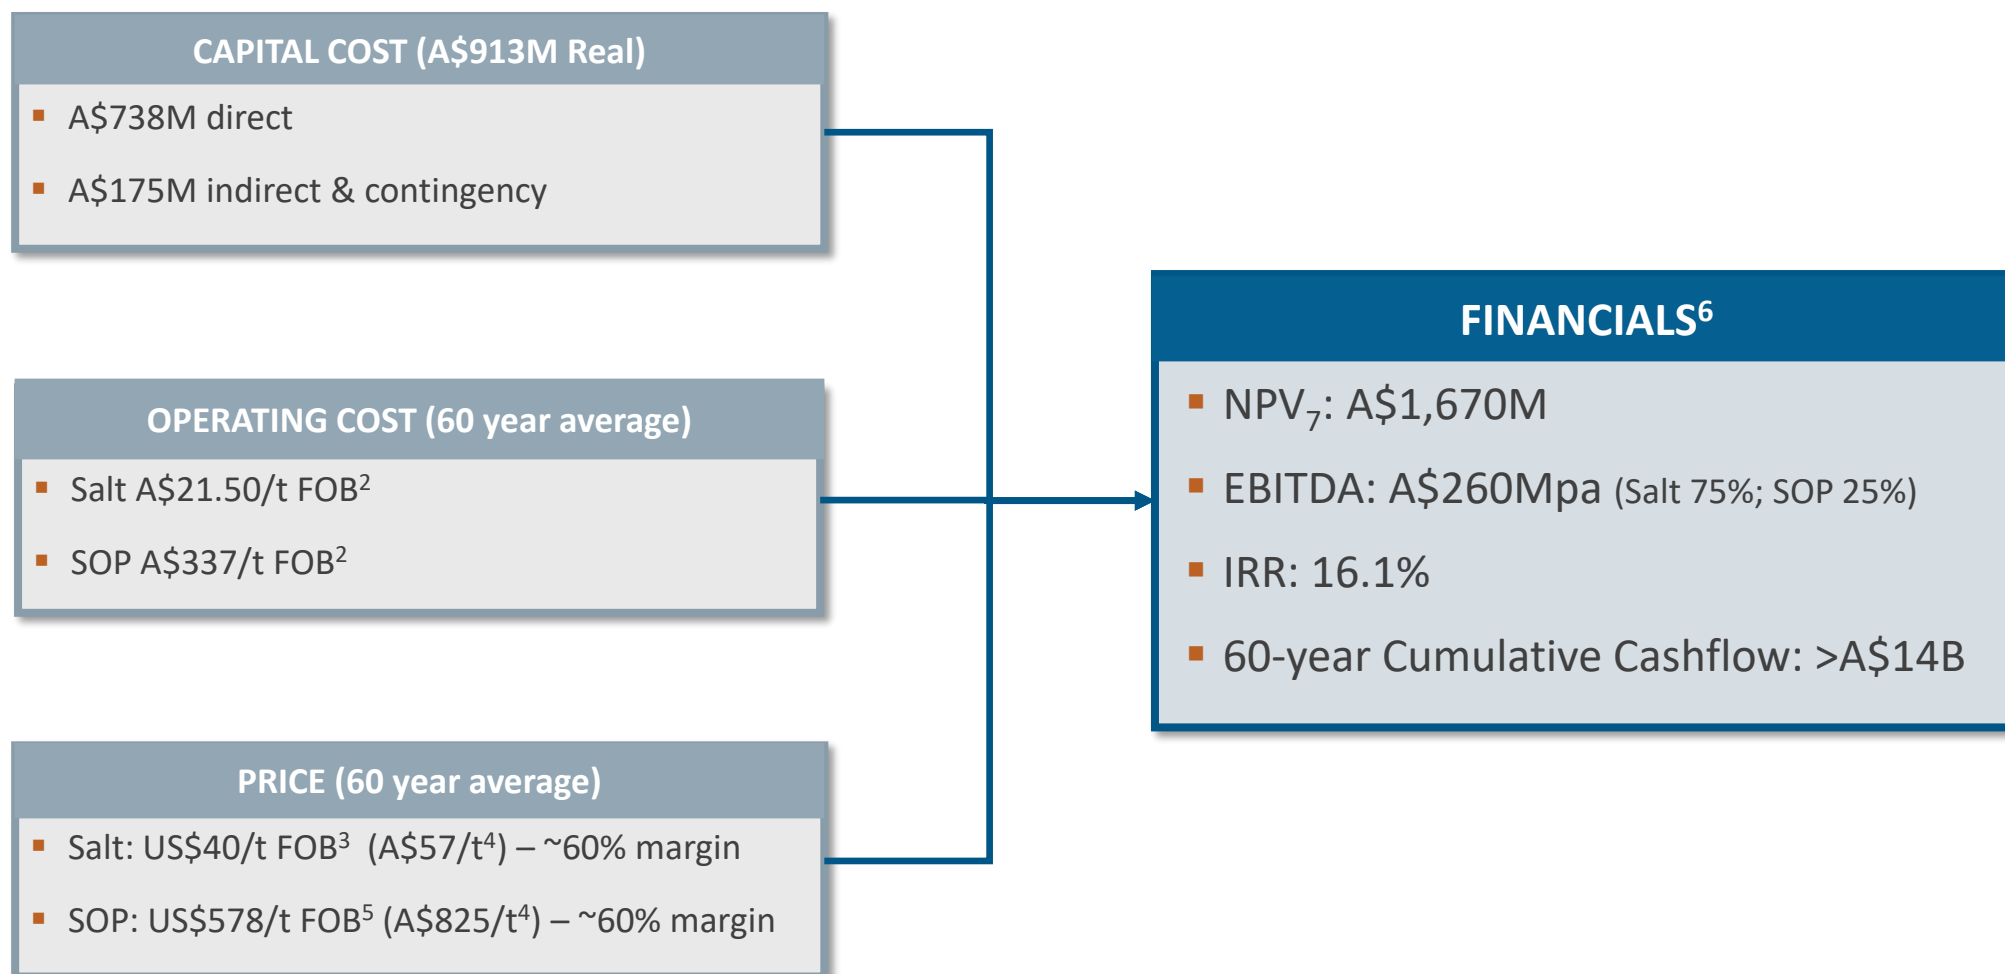 CAPITAL COST (A$913M Real)
▪ A$738M direct
▪ A$175M indirect & contingency
OPERATING COST (60 year average)
▪ Salt A$21.50/t FOB²
▪ SOP A$337/t FOB²
PRICE (60 year average)
▪ Salt: US$40/t FOB³ (A$57/t⁴) – ~60% margin
▪ SOP: US$578/t FOB⁵ (A$825/t⁴) – ~60% margin
FINANCIALS⁶
▪ NPV₇: A$1,670M
▪ EBITDA: A$260Mpa (Salt 75%; SOP 25%)
▪ IRR: 16.1%
▪ 60-year Cumulative Cashflow: >A$14B